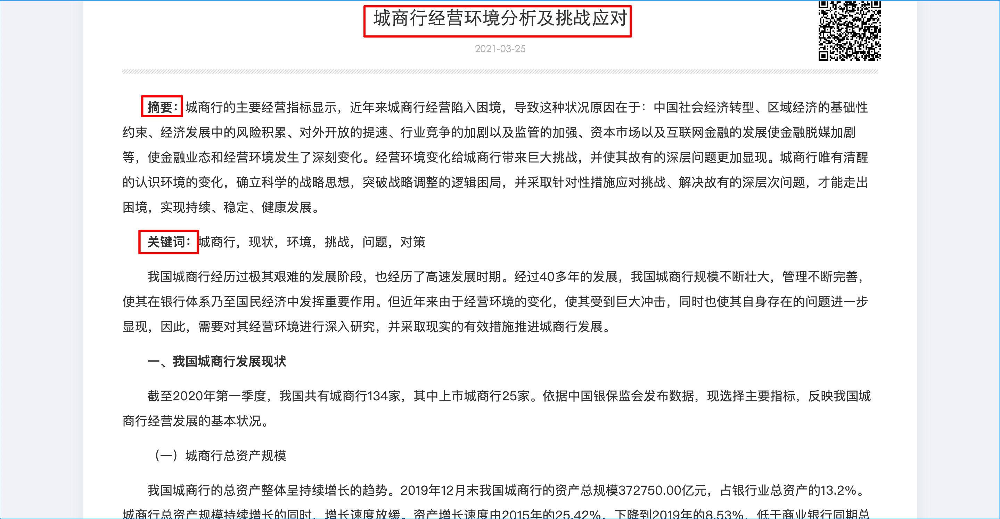 城商行经营环境分析及挑战应对
2021-03-25
摘要：城商行的主要经营指标显示，近年来城商行经营陷入困境，导致这种状况原因在于：中国社会经济转型、区域经济的基础性
约束、经济发展中的风险积累、对外开放的提速、行业竞争的加剧以及监管的加强、资本市场以及互联网金融的发展使金融脱媒加剧
等，使金融业态和经营环境发生了深刻变化。经营环境变化给城商行带来巨大挑战，并使其故有的深层问题更加显现。城商行唯有清醒
的认识环境的变化，确立科学的战略思想，突破战略调整的逻辑困局，并采取针对性措施应对挑战、解决故有的深层次问题，才能走出
困境，实现持续、稳定、健康发展。
关键词：城商行，现状，环境，挑战，问题，对策
我国城商行经历过极其艰难的发展阶段，也经历了高速发展时期。经过40多年的发展，我国城商行规模不断壮大，管理不断完善，
使其在银行体系乃至国民经济中发挥重要作用。但近年来由于经营环境的变化，使其受到巨大冲击，同时也使其自身存在的问题进一步
显现，因此，需要对其经营环境进行深入研究，并采取现实的有效措施推进城商行发展。
一、我国城商行发展现状
截至2020年第一季度，我国共有城商行134家，其中上市城商行25家。依据中国银保监会发布数据，现选择主要指标，反映我国城
商行经营发展的基本状况。
（一）城商行总资产规模
我国城商行的总资产整体呈持续增长的趋势。2019年12月末我国城商行的资产总规模372750.00亿元，占银行业总资产的13.2%。
城商行总资产规模持续增长的同时，增长速度放缓。资产增长速度由2015年的25.42%，下降到2019年的8.53%，低于商业银行同期总